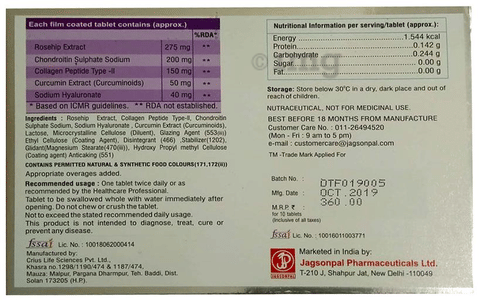 Each film coated tablet contains (approx.)
%RDA*
Rosehip Extract 275 mg **
Chondroitin Sulphate Sodium 200 mg **
Collagen Peptide Type -II 150 mg **
Curcumin Extract (Curcuminoids) 50 mg **
Sodium Hyaluronate 40 mg **
* Based on ICMR guidelines. ** RDA not established.
Ingredients : Rosehip Extract, Collagen Peptide Type-II, Chondroitin
Sulphate Sodium, Sodium Hyaluronate , Curcumin Extract (Curcuminoids),
Lactose, Microcrystalline Cellulose (Diluent), Glazing Agent (553(iii)
Ethyl Cellulose (Coating Agent), Disintegrant (466) ,Stabilizer(1202),
Glidant(Magnesium Stearate(470(iii)), Hydroxy Propyl methyl Cellulose
(Coating agent) Anticaking (551)
CONTAINS PERMITTED NATURAL & SYNTHETIC FOOD COLOURS(171,172(ii))
Appropriate overages added.
Recommended usage : One tablet twice daily or as
recommended by the Healthcare Professional.
Tablet to be swallowed whole with water immediately after
opening. Do not chew or crush the tablet.
Not to exceed the stated recommended daily usage.
This product is not intended to diagnose, treat, cure or
prevent any disease.
fssai Lic. No. : 10018062000414
Manufactured by:
Crius Life Sciences Pvt. Ltd.,
Khasra no.1298/1190/474 & 1187/474,
Mauza: Malpur, Pargana Dharmpur, Teh. Baddi, Dist.
Solan 173205 (H.P.)
Nutritional Information per serving/tablet (approx.):
Energy 1.544 kcal
Protein 0.142 g
Carbohydrate 0.244 g
Sugar 0.00 g
Fat 0.00 g
Storage: Store below 30°C in a dry, dark place and out of
reach of children.
NUTRACEUTICAL, NOT FOR MEDICINAL USE.
BEST BEFORE 18 MONTHS FROM MANUFACTURE
Customer Care No. : 011-26494520
(Mon - Fri ; 9 am to 5 pm)
e-mail : customercare@jagsonpal.com
TM -Trade Mark Applied For
Batch No. : DTF019005
Mfg. Date : OCT.2019
M.R.P. ₹ : 360.00
for 10 tablets
(Inclusive of all taxes)
fssai Lic. No. : 10016011003771
JAGSONPAL
Marketed in India by:
Jagsonpal Pharmaceuticals Ltd.
T-210 J, Shahpur Jat, New Delhi -110049